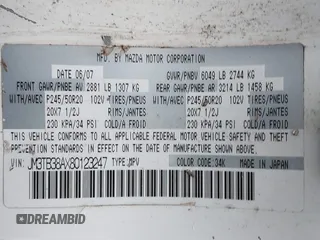 MFD. BY MAZDA MOTOR CORPORATION
DATE 06/07 GVWR/PNBV 6049 LB 2744 KG
FRONT GAWR/PNBE AV 2881 LB 1307 KG REAR GAWR/PNBE AR 3214 LB 1458 KG
WITH/AVEC P245/50R20 102V TIRES/PNEUS WITH/AVEC P245/50R20 102V TIRES/PNEUS
20X7 1/2J RIMS/JANTES 20X7 1/2J RIMS/JANTES
230 KPA/34 PSI COLD/A FROID 230 KPA/34 PSI COLD/A FROID
THIS VEHICLE CONFORMS TO ALL APPLICABLE FEDERAL MOTOR VEHICLE SAFETY
BUMPER, AND THEFT PREVENTION
STANDARDS IN EFFECT ON THE DATE OF MANUFACTURE SHOWN ABOVE.
VIN: JM3TB38AX80123247 TYPE:MPV COLOR CODE: 34K MADE IN JAPAN
DRIVE AND BID